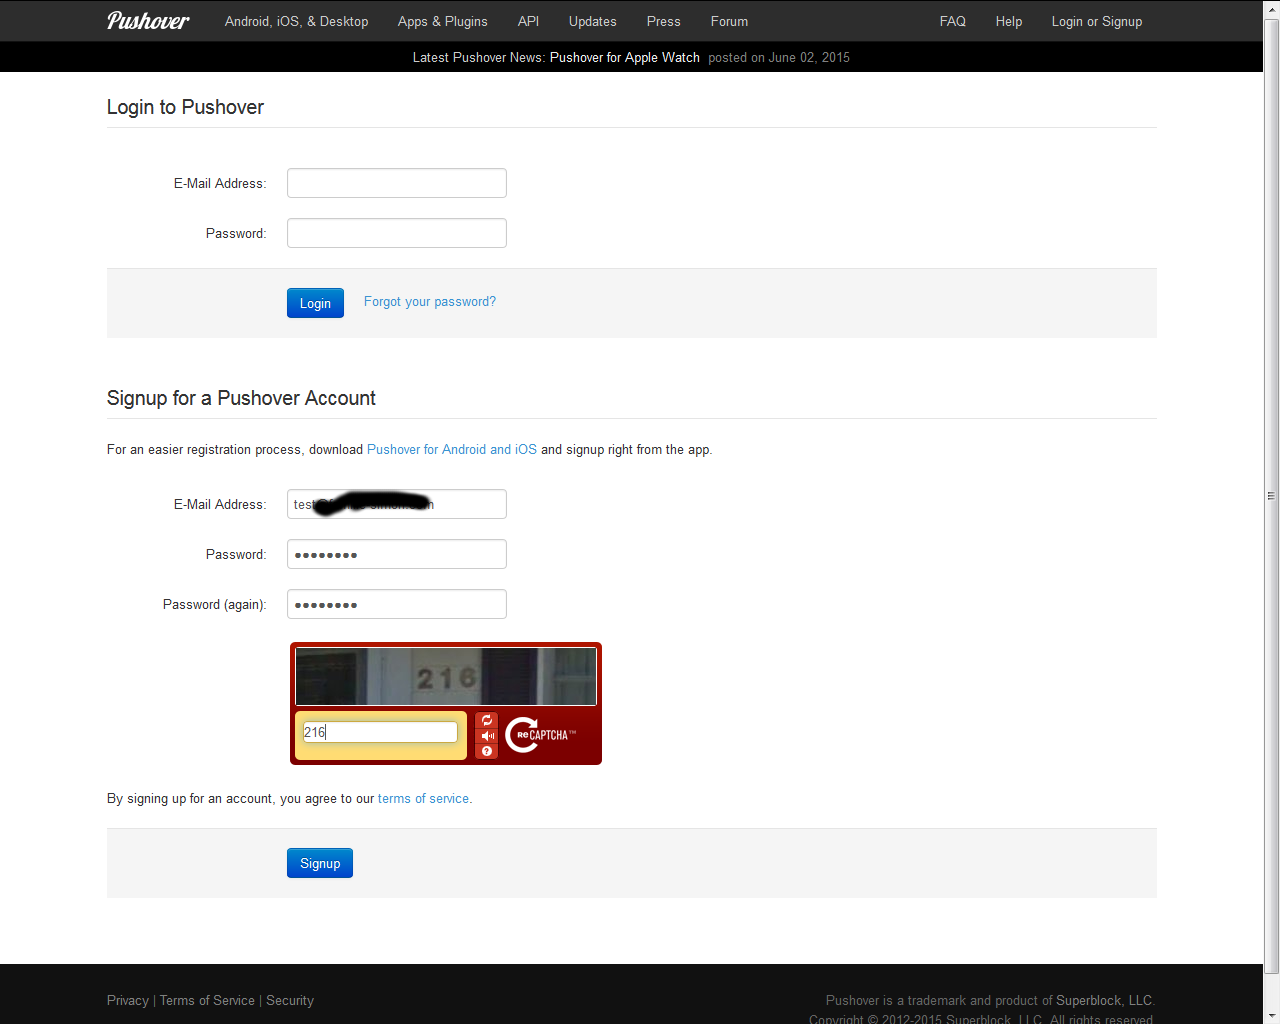 Pushover Android, iOS, & Desktop Apps & Plugins API Updates Press Forum FAQ Help Login or Signup
Latest Pushover News: Pushover for Apple Watch posted on June 02, 2015
Login to Pushover
E-Mail Address:
Password:
Login Forgot your password?
Signup for a Pushover Account
For an easier registration process, download Pushover for Android and iOS and signup right from the app.
E-Mail Address: test
Password: ●●●●●●●●
Password (again): ●●●●●●●●
216
216
reCAPTCHA™
By signing up for an account, you agree to our terms of service.
Signup
Privacy | Terms of Service | Security
Pushover is a trademark and product of Superblock, LLC.
Copyright © 2012-2015 Superblock, LLC. All rights reserved.